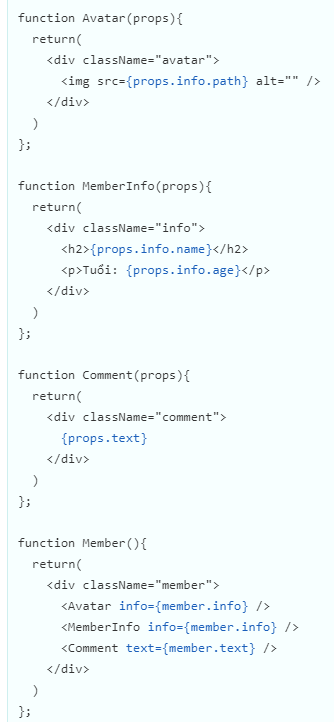 function Avatar(props){
  return(
    <div className="avatar">
      <img src={props.info.path} alt="" />
    </div>
  )
};

function MemberInfo(props){
  return(
    <div className="info">
      <h2>{props.info.name}</h2>
      <p>Tuổi: {props.info.age}</p>
    </div>
  )
};

function Comment(props){
  return(
    <div className="comment">
      {props.text}
    </div>
  )
};

function Member(){
  return(
    <div className="member">
      <Avatar info={member.info} />
      <MemberInfo info={member.info} />
      <Comment text={member.text} />
    </div>
  )
};